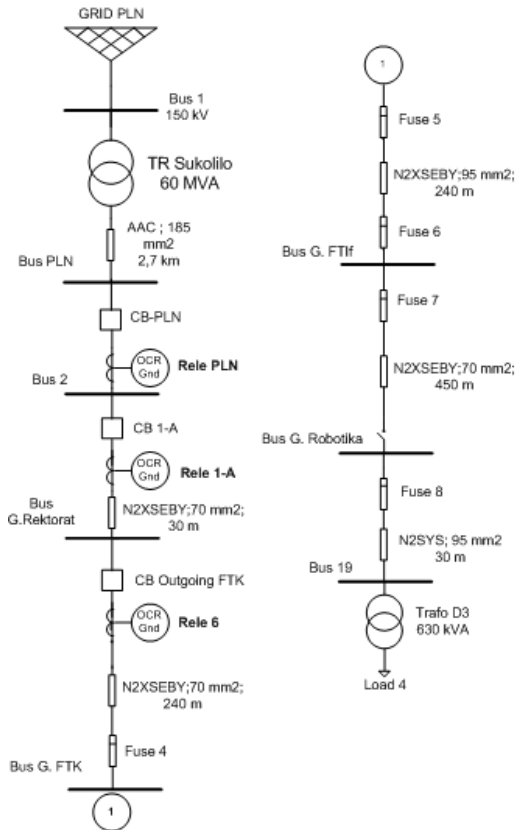 GRID PLN
Bus 1
150 kV
TR Sukolilo
60 MVA
AAC ; 185
mm2
2,7 km
Bus PLN
CB-PLN
OCR
Gnd
Rele PLN
Bus 2
CB 1-A
OCR
Gnd
Rele 1-A
Bus
G.Rektorat
N2XSEBY;70 mm2;
30 m
CB Outgoing FTK
OCR
Gnd
Rele 6
N2XSEBY;70 mm2;
240 m
Fuse 4
Bus G. FTK
1
1
Fuse 5
N2XSEBY;95 mm2;
240 m
Fuse 6
Bus G. FTIf
Fuse 7
N2XSEBY;70 mm2;
450 m
Bus G. Robotika
Fuse 8
N2SYS; 95 mm2
30 m
Bus 19
Trafo D3
630 kVA
Load 4